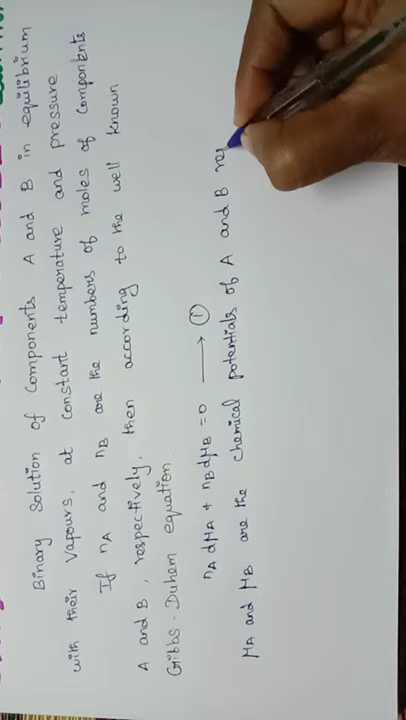 Binary Solution of Components A and B in equilibrium
with their Vapours, at Constant temperature and pressure
If nA and nB are the numbers of moles of Components
A and B, respectively, then according to the well known
Gibbs - Duhem equation.
nA dμA + nB dμB = 0 → ①
μA and μB are the chemical potentials of A and B res